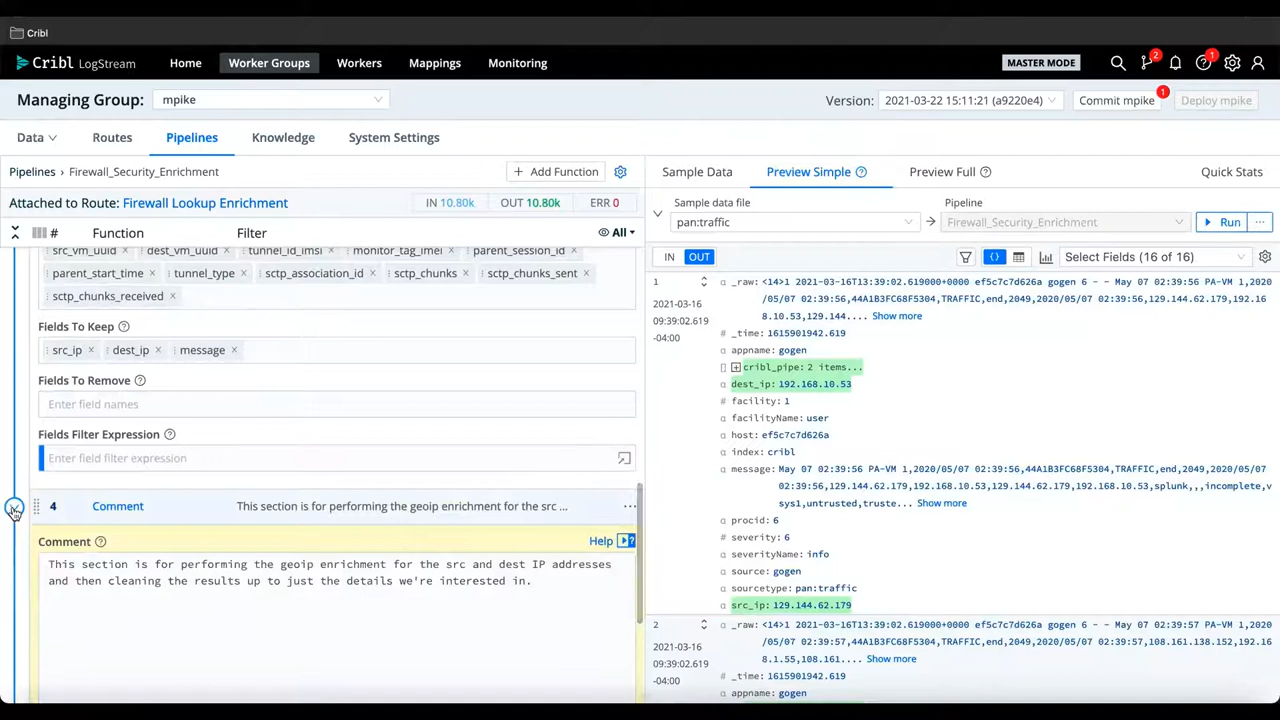 Cribl
Cribl LogStream Home Worker Groups Workers Mappings Monitoring MASTER MODE 2 1
Managing Group: mpike Version: 2021-03-22 15:11:21 (a9220e4) Commit mpike 1 Deploy mpike
Data Routes Pipelines Knowledge System Settings
Pipelines › Firewall_Security_Enrichment + Add Function
Attached to Route: Firewall Lookup Enrichment IN 10.80k OUT 10.80k ERR 0
# Function Filter All
src_vm_uuid × dest_vm_uuid × tunnel_id_imsi × monitor_tag_imei × parent_session_id ×
parent_start_time × tunnel_type × sctp_association_id × sctp_chunks × sctp_chunks_sent ×
sctp_chunks_received ×
Fields To Keep ?
src_ip × dest_ip × message ×
Fields To Remove ?
Enter field names
Fields Filter Expression ?
Enter field filter expression
4 Comment This section is for performing the geoip enrichment for the src ... ...
Comment ? Help
This section is for performing the geoip enrichment for the src and dest IP addresses
and then cleaning the results up to just the details we're interested in.
Sample Data Preview Simple ? Preview Full ? Quick Stats
Sample data file Pipeline
pan:traffic → Firewall_Security_Enrichment Run ...
IN OUT Select Fields (16 of 16)
1
2021-03-16
09:39:02.619
-04:00
α _raw: <14>1 2021-03-16T13:39:02.619000+0000 ef5c7c7d626a gogen 6 - - May 07 02:39:56 PA-VM 1,2020
/05/07 02:39:56,44A1B3FC68F5304,TRAFFIC,end,2049,2020/05/07 02:39:56,129.144.62.179,192.16
8.10.53,129.144.... Show more
# _time: 1615901942.619
α appname: gogen
[] cribl_pipe: 2 items...
α dest_ip: 192.168.10.53
# facility: 1
α facilityName: user
α host: ef5c7c7d626a
α index: cribl
α message: May 07 02:39:56 PA-VM 1,2020/05/07 02:39:56,44A1B3FC68F5304,TRAFFIC,end,2049,2020/05/07
02:39:56,129.144.62.179,192.168.10.53,129.144.62.179,192.168.10.53,splunk,,,incomplete,v
sys1,untrusted,truste... Show more
α procid: 6
# severity: 6
α severityName: info
α source: gogen
α sourcetype: pan:traffic
α src_ip: 129.144.62.179
2
2021-03-16
09:39:02.619
-04:00
α _raw: <14>1 2021-03-16T13:39:02.619000+0000 ef5c7c7d626a gogen 6 - - May 07 02:39:57 PA-VM 1,2020
/05/07 02:39:57,44A1B3FC68F5304,TRAFFIC,end,2049,2020/05/07 02:39:57,108.161.138.152,192.16
8.1.55,108.161.... Show more
# _time: 1615901942.619
α appname: gogen